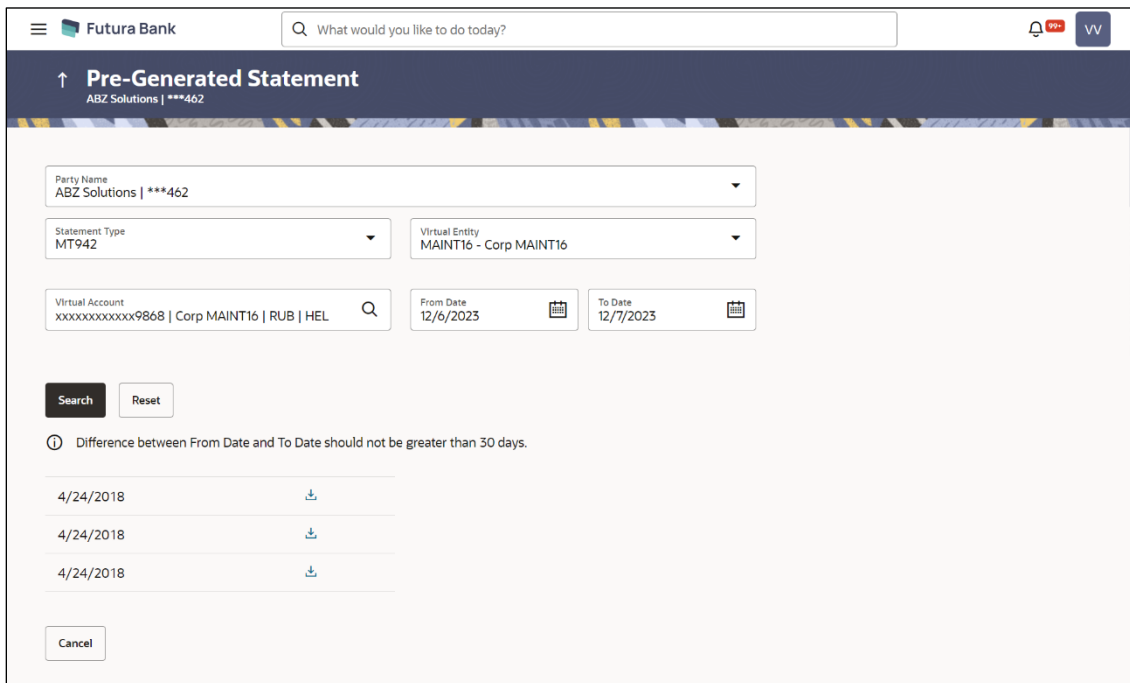 Futura Bank
What would you like to do today?
99+
VV
Pre-Generated Statement
ABZ Solutions | ***462
Party Name
ABZ Solutions | ***462
Statement Type
MT942
Virtual Entity
MAINT16 - Corp MAINT16
Virtual Account
xxxxxxxxxxxx9868 | Corp MAINT16 | RUB | HEL
From Date
12/6/2023
To Date
12/7/2023
Search
Reset
Difference between From Date and To Date should not be greater than 30 days.
4/24/2018
4/24/2018
4/24/2018
Cancel